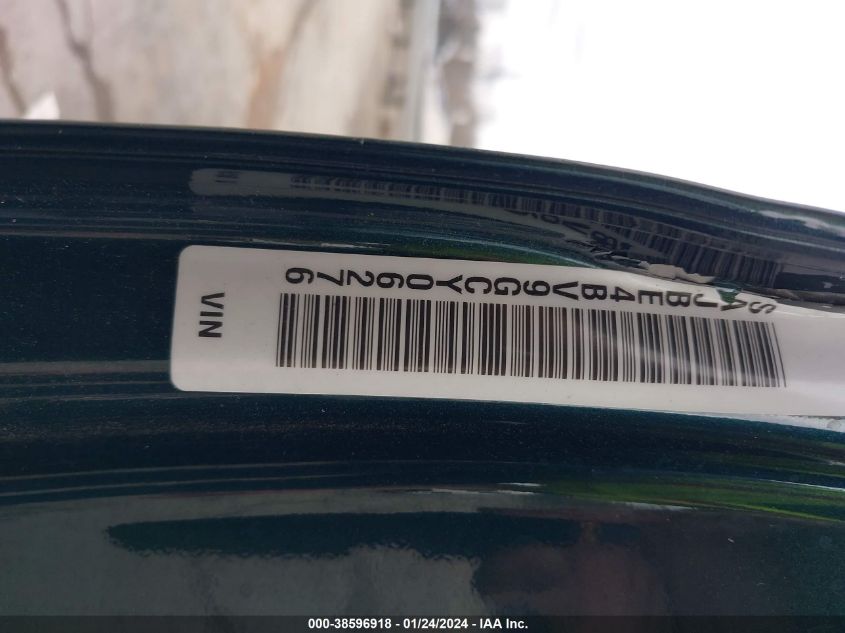 SAJBE4BV9GCY06276
VIN
000-38596918 - 01/24/2024 - IAA Inc.